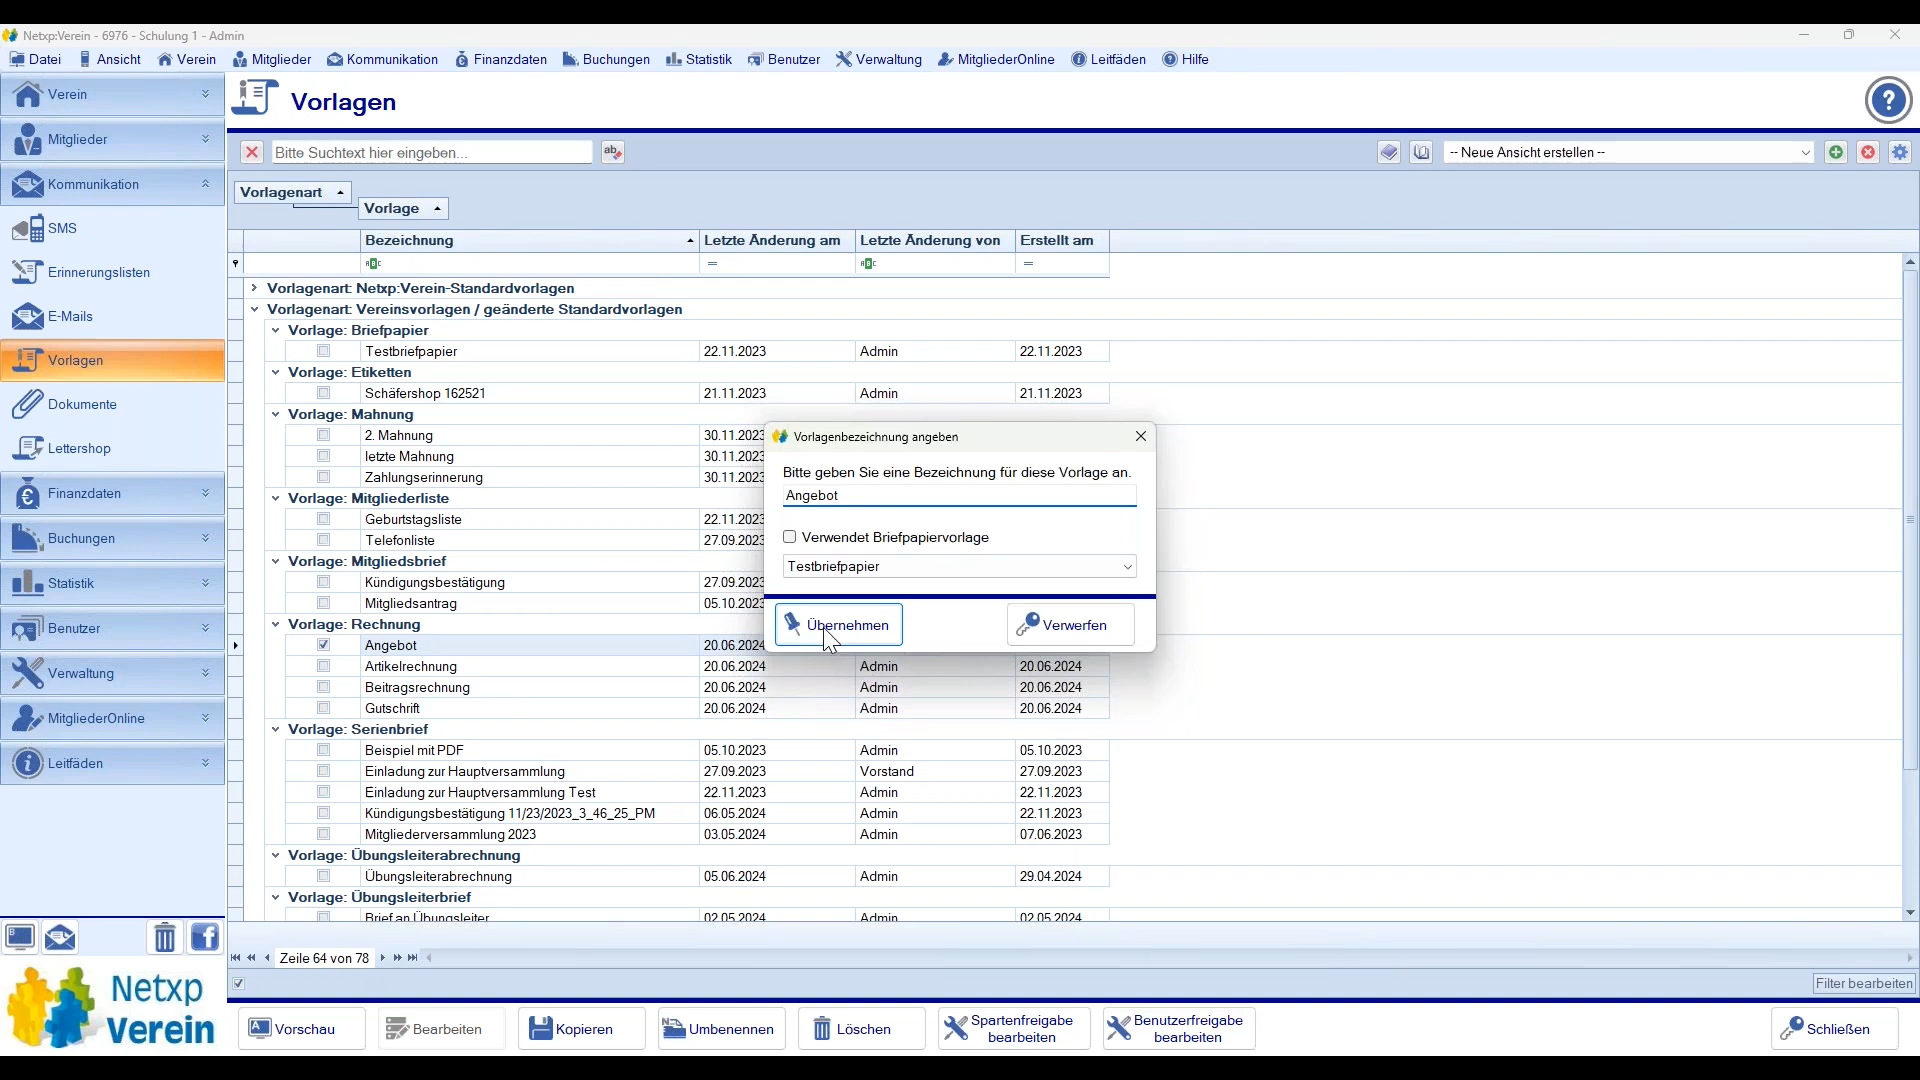 Netxp:Verein - 6976 - Schulung 1 - Admin
Datei Ansicht Verein Mitglieder Kommunikation Finanzdaten Buchungen Statistik Benutzer Verwaltung MitgliederOnline Leitfäden Hilfe
Verein
Mitglieder
Kommunikation
SMS
Erinnerungslisten
E-Mails
Vorlagen
Dokumente
Lettershop
Finanzdaten
Buchungen
Statistik
Benutzer
Verwaltung
MitgliederOnline
Leitfäden
Netxp
Verein
Vorlagen
Bitte Suchtext hier eingeben...
-- Neue Ansicht erstellen --
Vorlagenart
Vorlage
Bezeichnung Letzte Änderung am Letzte Änderung von Erstellt am
Vorlagenart: Netxp:Verein-Standardvorlagen
Vorlagenart: Vereinsvorlagen / geänderte Standardvorlagen
Vorlage: Briefpapier
Testbriefpapier 22.11.2023 Admin 22.11.2023
Vorlage: Etiketten
Schäfershop 162521 21.11.2023 Admin 21.11.2023
Vorlage: Mahnung
2. Mahnung 30.11.2023
letzte Mahnung 30.11.2023
Zahlungserinnerung 30.11.2023
Vorlage: Mitgliederliste
Geburtstagsliste 22.11.2023
Telefonliste 27.09.2023
Vorlage: Mitgliedsbrief
Kündigungsbestätigung 27.09.2023
Mitgliedsantrag 05.10.2023
Vorlage: Rechnung
Angebot 20.06.2024
Artikelrechnung 20.06.2024 Admin 20.06.2024
Beitragsrechnung 20.06.2024 Admin 20.06.2024
Gutschrift 20.06.2024 Admin 20.06.2024
Vorlage: Serienbrief
Beispiel mit PDF 05.10.2023 Admin 05.10.2023
Einladung zur Hauptversammlung 27.09.2023 Vorstand 27.09.2023
Einladung zur Hauptversammlung Test 22.11.2023 Admin 22.11.2023
Kündigungsbestätigung 11/23/2023_3_46_25_PM 06.05.2024 Admin 22.11.2023
Mitgliederversammlung 2023 03.05.2024 Admin 07.06.2023
Vorlage: Übungsleiterabrechnung
Übungsleiterabrechnung 05.06.2024 Admin 29.04.2024
Vorlage: Übungsleiterbrief
Brief an Übungsleiter 02.05.2024 Admin 02.05.2024
Vorlagenbezeichnung angeben
Bitte geben Sie eine Bezeichnung für diese Vorlage an.
Angebot
Verwendet Briefpapiervorlage
Testbriefpapier
Übernehmen Verwerfen
Zeile 64 von 78
Filter bearbeiten
Vorschau Bearbeiten Kopieren Umbenennen Löschen Spartenfreigabe bearbeiten Benutzerfreigabe bearbeiten Schließen